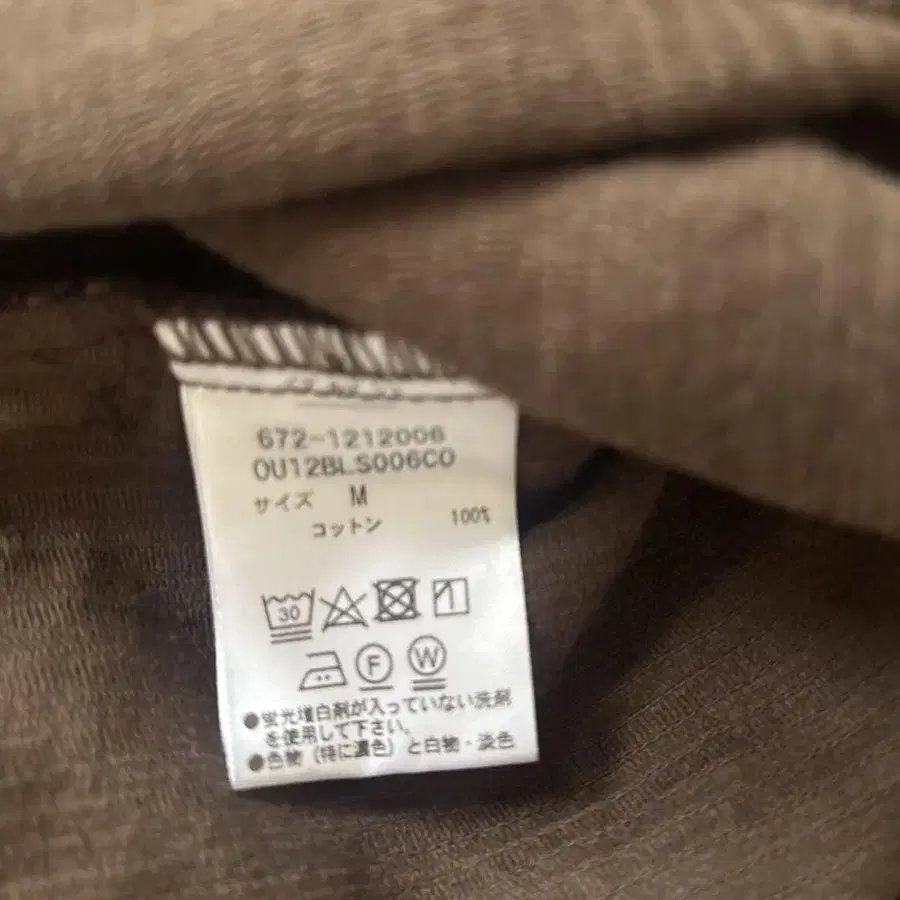 672-1212006
0U12BLS006C0
サイズ M
コットン 100%
30
F W
●蛍光増白剤が入っていない洗剤
を使用して下さい。
●色物（特に濃色）と白物・淡色